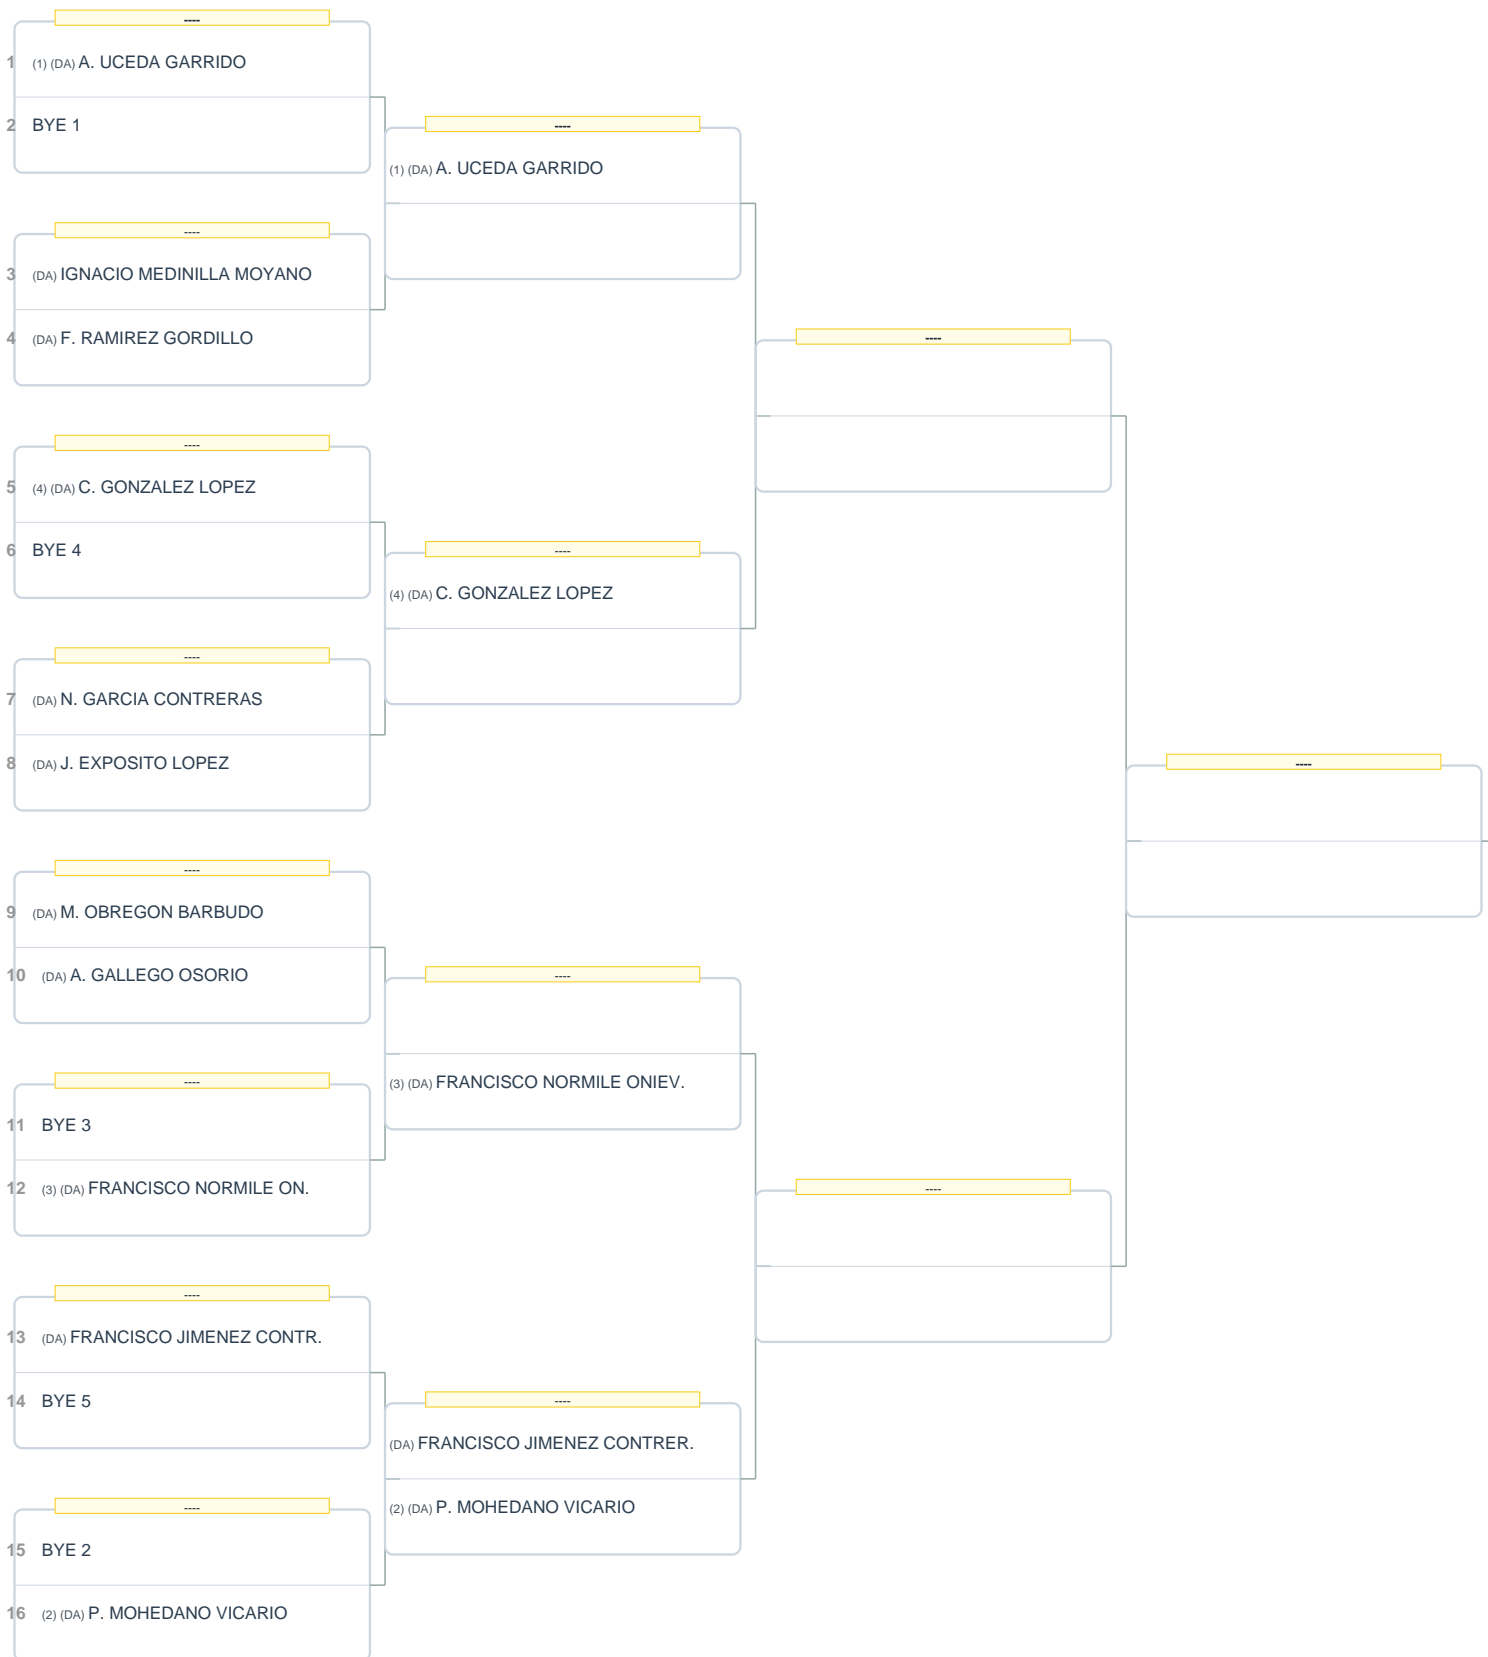 ----
1 (1) (DA) A. UCEDA GARRIDO
2 BYE 1
----
3 (DA) IGNACIO MEDINILLA MOYANO
4 (DA) F. RAMIREZ GORDILLO
----
5 (4) (DA) C. GONZALEZ LOPEZ
6 BYE 4
----
7 (DA) N. GARCIA CONTRERAS
8 (DA) J. EXPOSITO LOPEZ
----
9 (DA) M. OBREGON BARBUDO
10 (DA) A. GALLEGO OSORIO
----
11 BYE 3
12 (3) (DA) FRANCISCO NORMILE ON.
----
13 (DA) FRANCISCO JIMENEZ CONTR.
14 BYE 5
----
15 BYE 2
16 (2) (DA) P. MOHEDANO VICARIO
----
(1) (DA) A. UCEDA GARRIDO
----
(4) (DA) C. GONZALEZ LOPEZ
----
(3) (DA) FRANCISCO NORMILE ONIEV.
----
(DA) FRANCISCO JIMENEZ CONTRER.
(2) (DA) P. MOHEDANO VICARIO
----
----
----